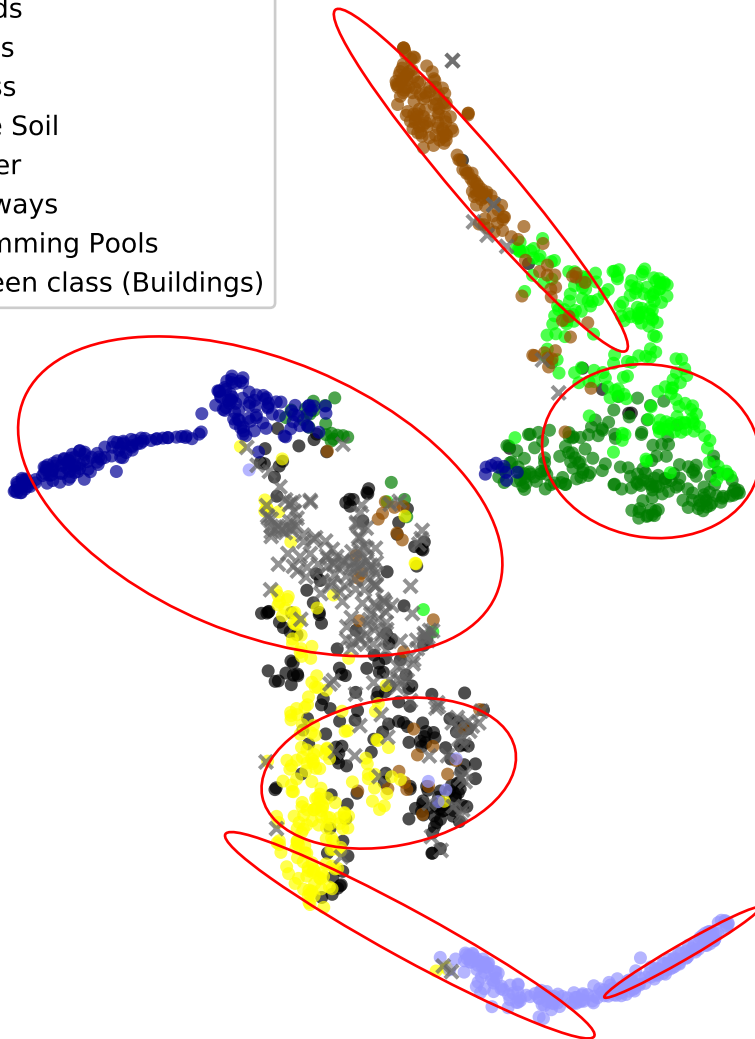 ds
s
ss
e Soil
er
ways
mming Pools
een class (Buildings)